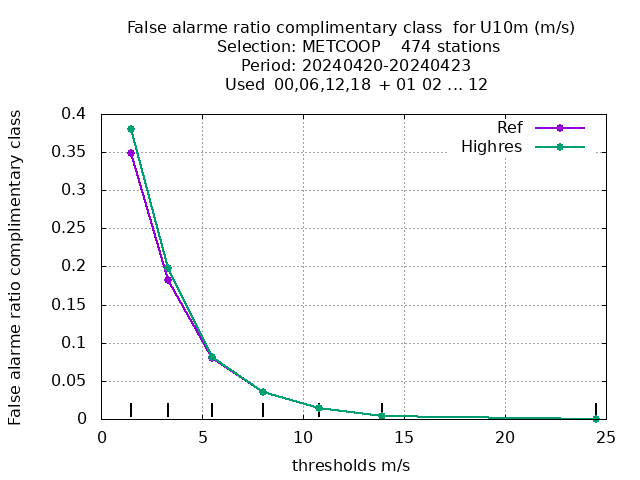 False alarme ratio complimentary class  for U10m (m/s)
Selection: METCOOP    474 stations
Period: 20240420-20240423
Used  00,06,12,18 + 01 02 ... 12
False alarme ratio complimentary class
0.4
0.35
0.3
0.25
0.2
0.15
0.1
0.05
0
Ref
Highres
0 5 10 15 20 25
thresholds m/s